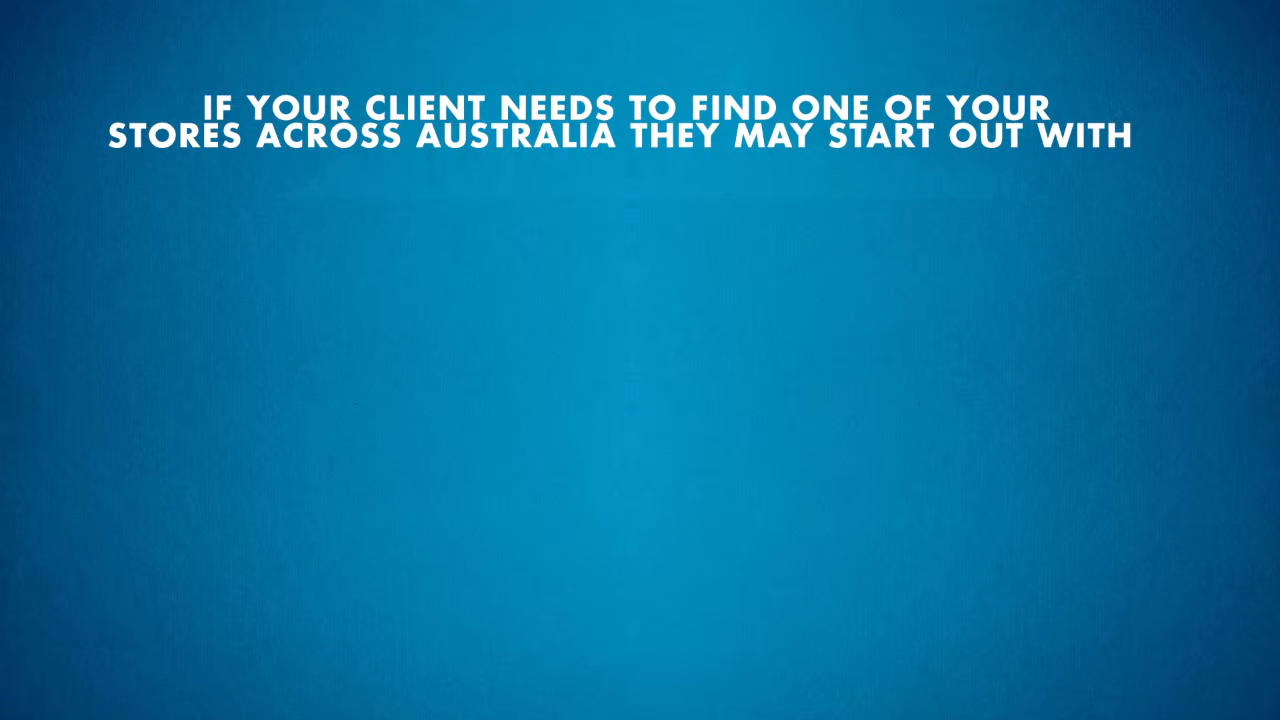 IF YOUR CLIENT NEEDS TO FIND ONE OF YOUR
STORES ACROSS AUSTRALIA THEY MAY START OUT WITH